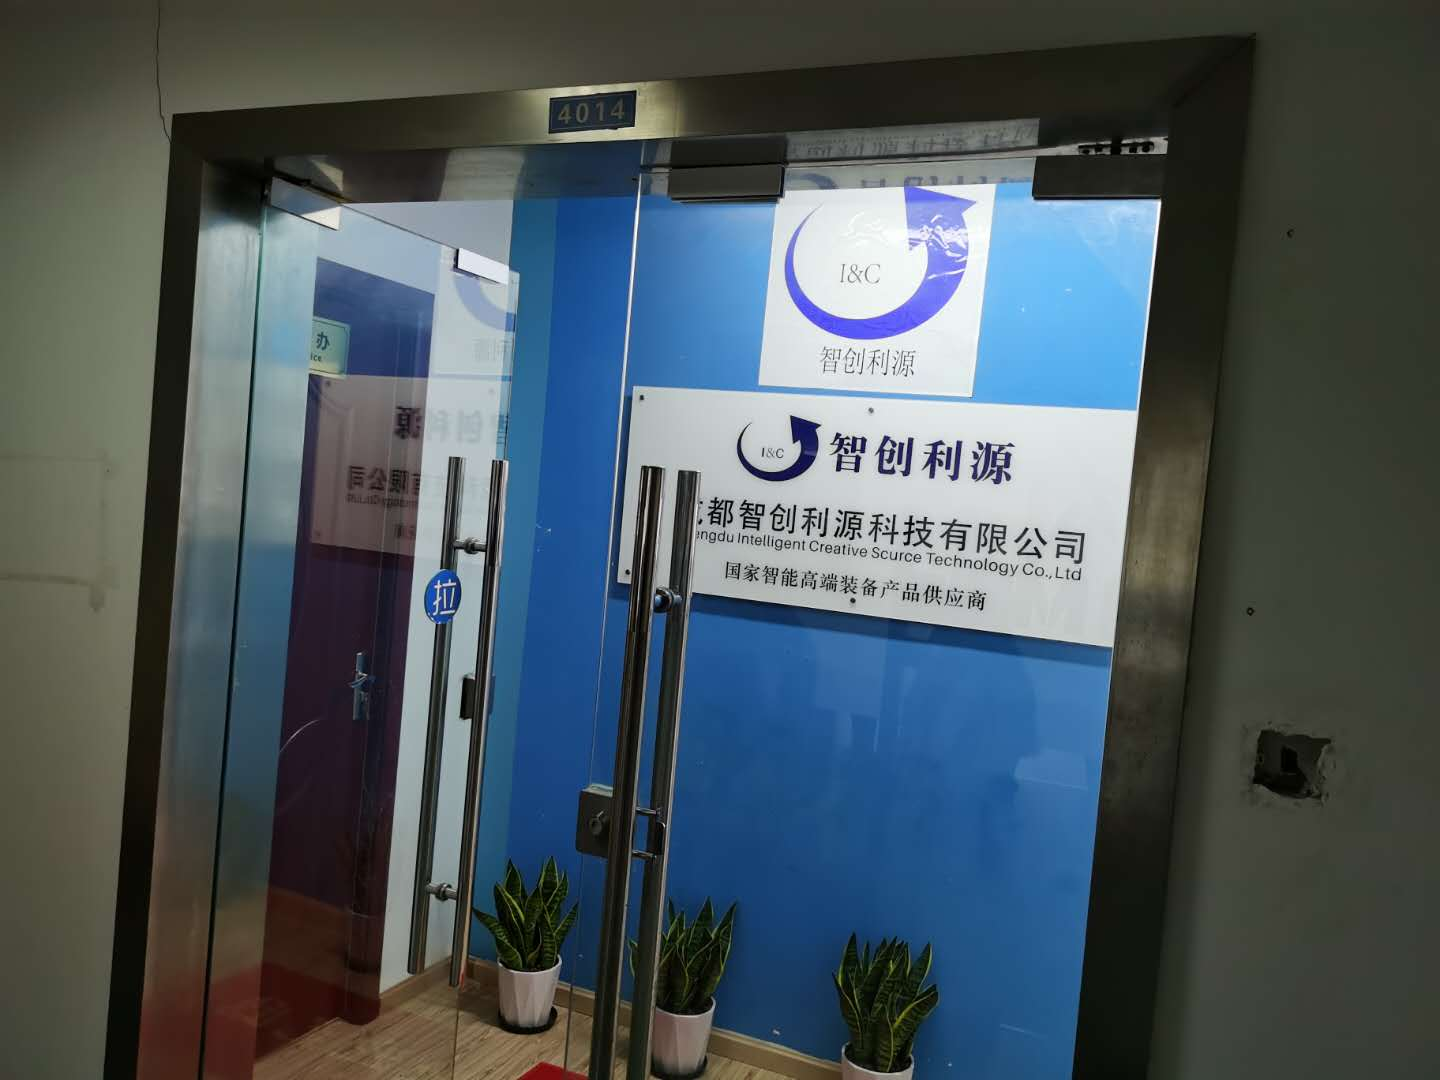 4014
I&C
智创利源
办
ice
I&C
智创利源
都智创利源科技有限公司
engdu Intelligent Creative Scurce Technology Co., Ltd
国家智能高端装备产品供应商
拉